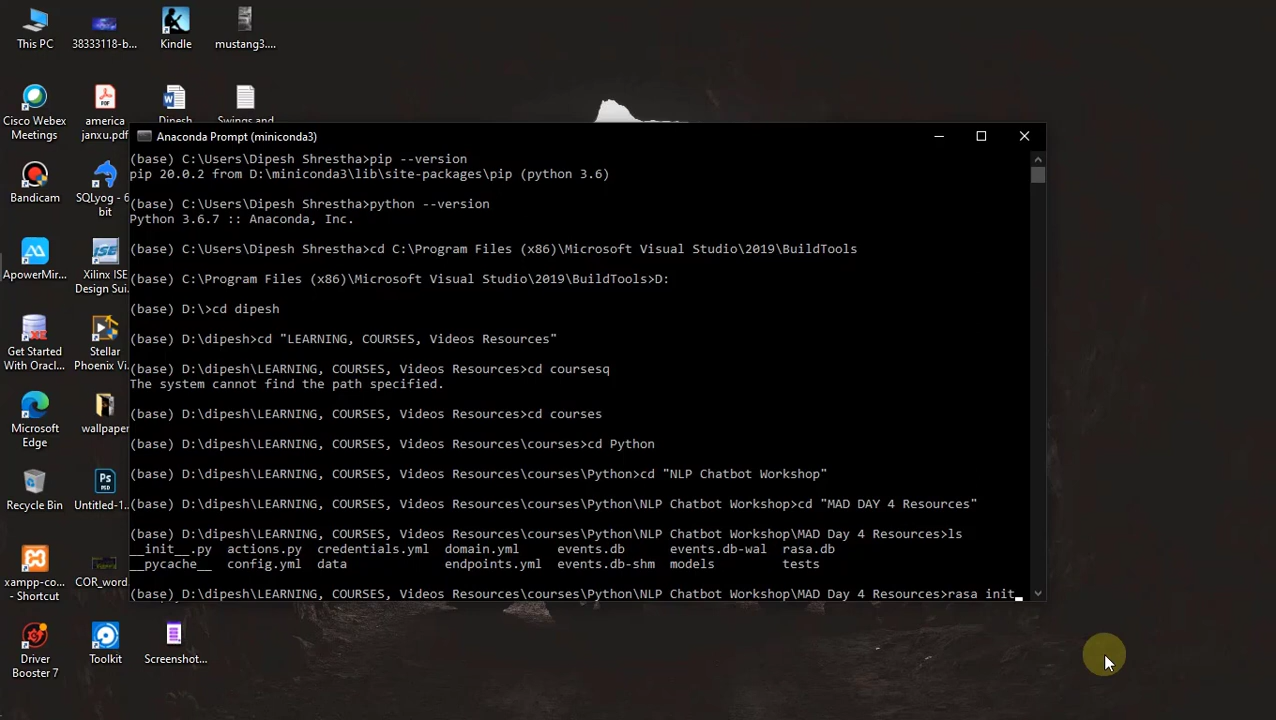 This PC
38333118-b...
Kindle
mustang3....
Cisco Webex
Meetings
america
janxu.pdf
Dinesh
Swings and
Bandicam
SQLyog - 6
bit
ApowerMir...
Xilinx ISE
Design Sui...
Get Started
With Oracl...
Stellar
Phoenix Vi...
Microsoft
Edge
wallpaper
Recycle Bin
Untitled-1...
xampp-co...
- Shortcut
COR_word...
Driver
Booster 7
Toolkit
Screenshot...
Anaconda Prompt (miniconda3)
(base) C:\Users\Dipesh Shrestha>pip --version
pip 20.0.2 from D:\miniconda3\lib\site-packages\pip (python 3.6)
(base) C:\Users\Dipesh Shrestha>python --version
Python 3.6.7 :: Anaconda, Inc.
(base) C:\Users\Dipesh Shrestha>cd C:\Program Files (x86)\Microsoft Visual Studio\2019\BuildTools
(base) C:\Program Files (x86)\Microsoft Visual Studio\2019\BuildTools>D:
(base) D:\>cd dipesh
(base) D:\dipesh>cd "LEARNING, COURSES, Videos Resources"
(base) D:\dipesh\LEARNING, COURSES, Videos Resources>cd coursesq
The system cannot find the path specified.
(base) D:\dipesh\LEARNING, COURSES, Videos Resources>cd courses
(base) D:\dipesh\LEARNING, COURSES, Videos Resources\courses>cd Python
(base) D:\dipesh\LEARNING, COURSES, Videos Resources\courses\Python>cd "NLP Chatbot Workshop"
(base) D:\dipesh\LEARNING, COURSES, Videos Resources\courses\Python\NLP Chatbot Workshop>cd "MAD DAY 4 Resources"
(base) D:\dipesh\LEARNING, COURSES, Videos Resources\courses\Python\NLP Chatbot Workshop\MAD Day 4 Resources>ls
__init__.py actions.py credentials.yml domain.yml events.db events.db-wal rasa.db
__pycache__ config.yml data endpoints.yml events.db-shm models tests
(base) D:\dipesh\LEARNING, COURSES, Videos Resources\courses\Python\NLP Chatbot Workshop\MAD Day 4 Resources>rasa init